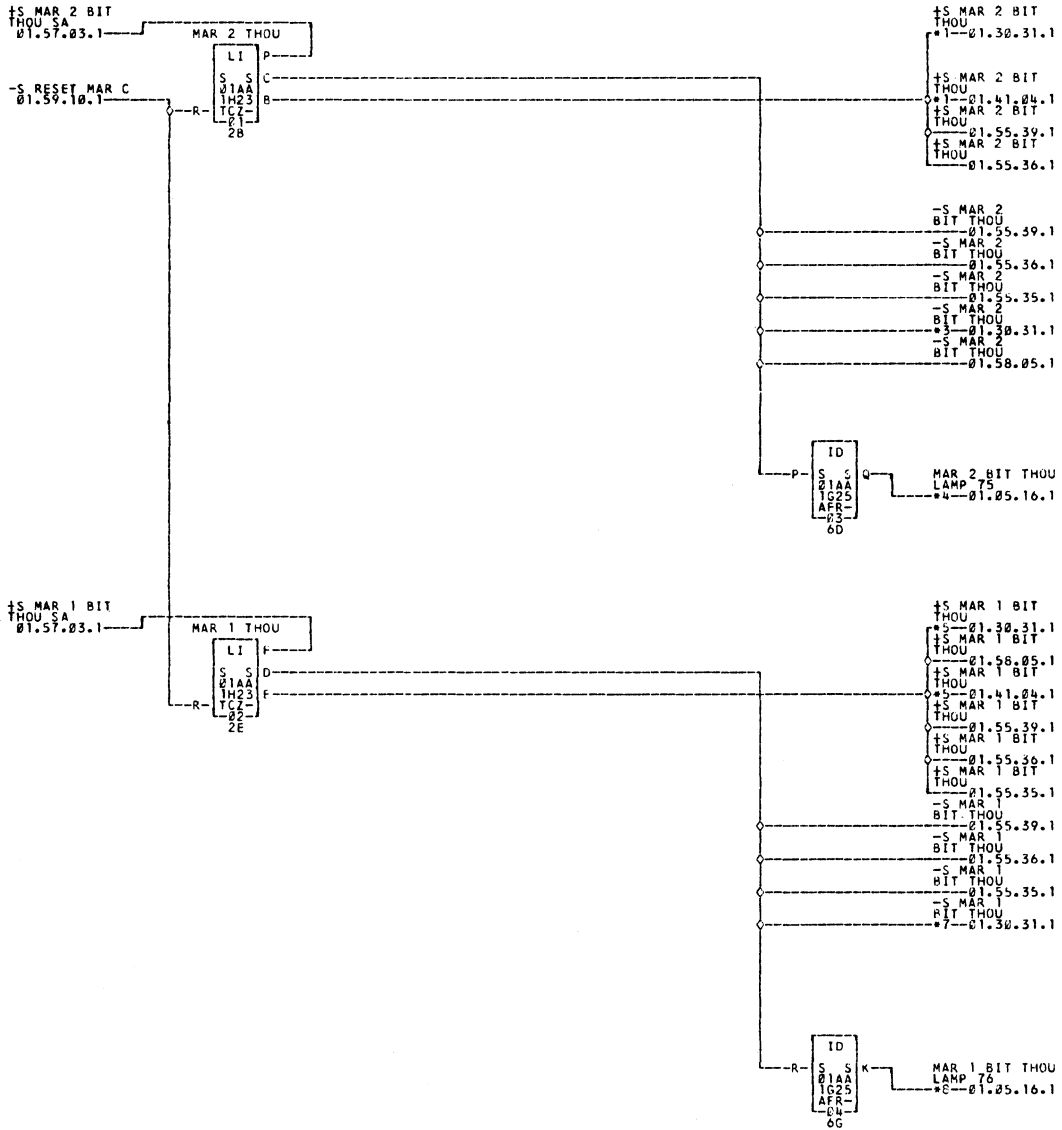 +S MAR 2 BIT
THOU SA
01.57.03.1
MAR 2 THOU
LI P
S S C
01AA
1H23 B
R TCZ-
01
2B
-S RESET MAR C
01.59.10.1
+S MAR 2 BIT
THOU
*1--01.30.31.1
+S MAR 2 BIT
THOU
*1--01.41.04.1
+S MAR 2 BIT
THOU
01.55.39.1
+S MAR 2 BIT
THOU
01.55.36.1
-S MAR 2
BIT THOU
01.55.39.1
-S MAR 2
BIT THOU
01.55.36.1
-S MAR 2
BIT THOU
01.55.35.1
-S MAR 2
BIT THOU
*3--01.30.31.1
-S MAR 2
BIT THOU
01.58.05.1
ID
P S S Q
01AA
1G25
AFR-
03
6D
MAR 2 BIT THOU
LAMP 75
*4--01.05.16.1
+S MAR 1 BIT
THOU SA
01.57.03.1
MAR 1 THOU
LI
S S D
01AA
1H23
R TCZ-
02
2E
+S MAR 1 BIT
THOU
*5--01.30.31.1
+S MAR 1 BIT
THOU
01.58.05.1
+S MAR 1 BIT
THOU
*5--01.41.04.1
+S MAR 1 BIT
THOU
01.55.39.1
+S MAR 1 BIT
THOU
01.55.36.1
+S MAR 1 BIT
THOU
01.55.35.1
-S MAR 1
BIT THOU
01.55.39.1
-S MAR 1
BIT THOU
01.55.36.1
-S MAR 1
BIT THOU
01.55.35.1
-S MAR 1
BIT THOU
*7--01.30.31.1
ID
R S S K
01AA
1G25
AFR-
04
6G
MAR 1 BIT THOU
LAMP 76
01.05.16.1